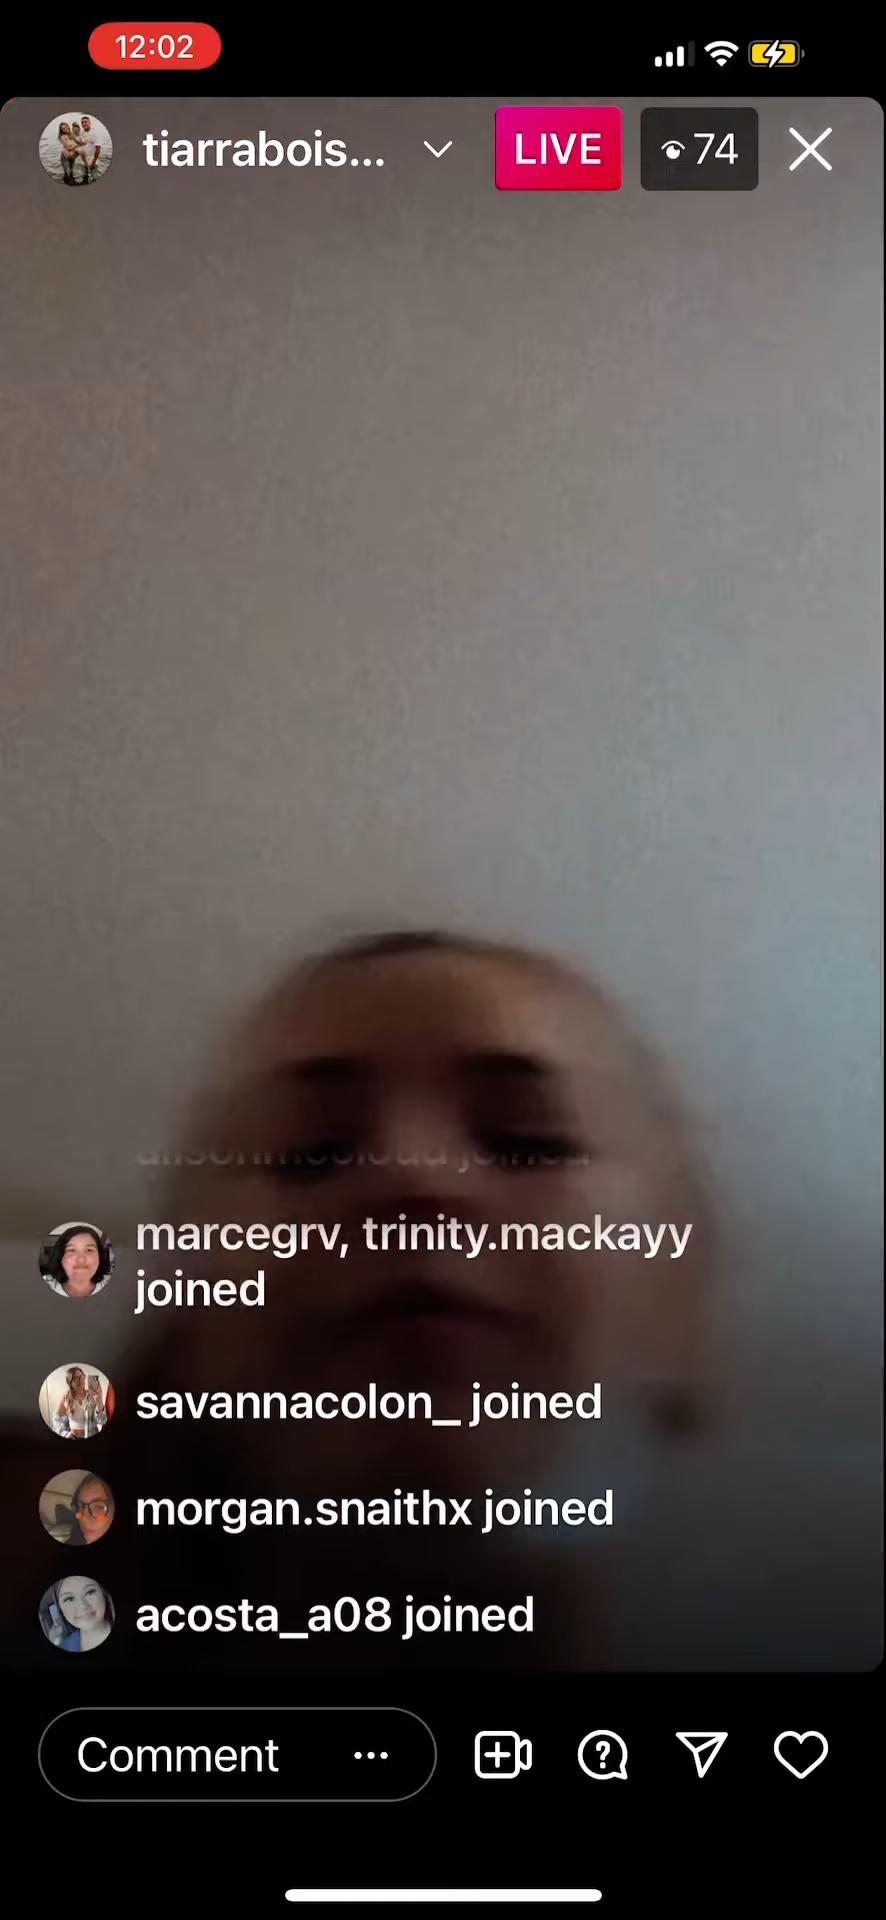 12:02
tiarrabois...
LIVE
74
marcegrv, trinity.mackayy
joined
savannacolon_ joined
morgan.snaithx joined
acosta_a08 joined
Comment